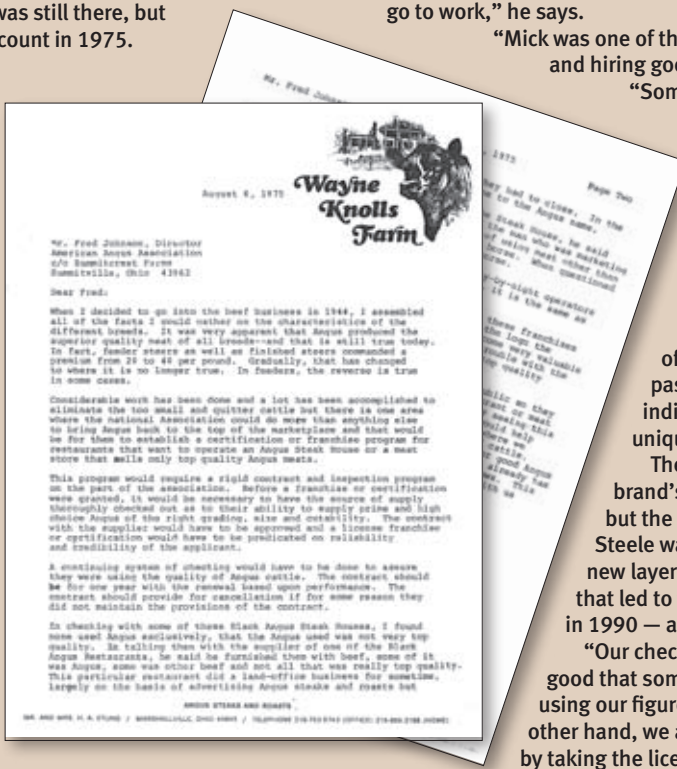 was still there, but
count in 1975.
go to work,” he says.
“Mick was one of th
and hiring goo
“Som
of
pas
indi
uniqu
The
brand’s
but the
Steele wa
new layer
that led to
in 1990 — a
“Our chec
good that som
using our figure
other hand, we a
by taking the lice
Mr. Fred Johnson
, 1975
Page Two
August 6, 1975
Wayne
Knolls
Farm
Mr. Fred Johnson, Director
American Angus Association
c/o Summitcrest Farms
Summitville, Ohio 43962
Dear Fred:
When I decided to go into the beef business in 1944, I assembled
all of the facts I could gather on the characteristics of the
different breeds. It was very apparent that Angus produced the
superior quality meat of all breeds--and that is still true today.
In fact, feeder steers as well as finished steers commanded a
premium from 2¢ to 4¢ per pound. Gradually, that has changed
to where it is no longer true. In feeders, the reverse is true
in some cases.
Considerable work has been done and a lot has been accomplished to
eliminate the too small and quitter cattle but there is one area
where the national Association could do more than anything else
to bring Angus back to the top of the marketplace and that would
be for them to establish a certification or franchise program for
restaurants that want to operate an Angus Steak House or a meat
store that sells only top quality Angus meats.
This program would require a rigid contract and inspection program
on the part of the association. Before a franchise or certification
were granted, it would be necessary to have the source of supply
thoroughly checked out as to their ability to supply prime and high
choice Angus of the right grading, size and cutability. The contract
with the supplier would have to be approved and a license franchise
or certification would have to be predicated on reliability
and credibility of the applicant.
A continuing system of checking would have to be done to assure
they were using the quality of Angus cattle. The contract should
be for one year with the renewal based upon performance. The
contract should provide for cancellation if for some reason they
did not maintain the provisions of the contract.
In checking with some of these Black Angus Steak Houses, I found
none used Angus exclusively, that the Angus used was not very top
quality. In talking then with the supplier of one of the Black
Angus Restaurants, he said he furnished them with beef, some of it
was Angus, some was other beef and not all that was really top quality.
This particular restaurant did a land-office business for sometime,
largely on the basis of advertising Angus steaks and roasts but
ANGUS STEAKS AND ROASTS